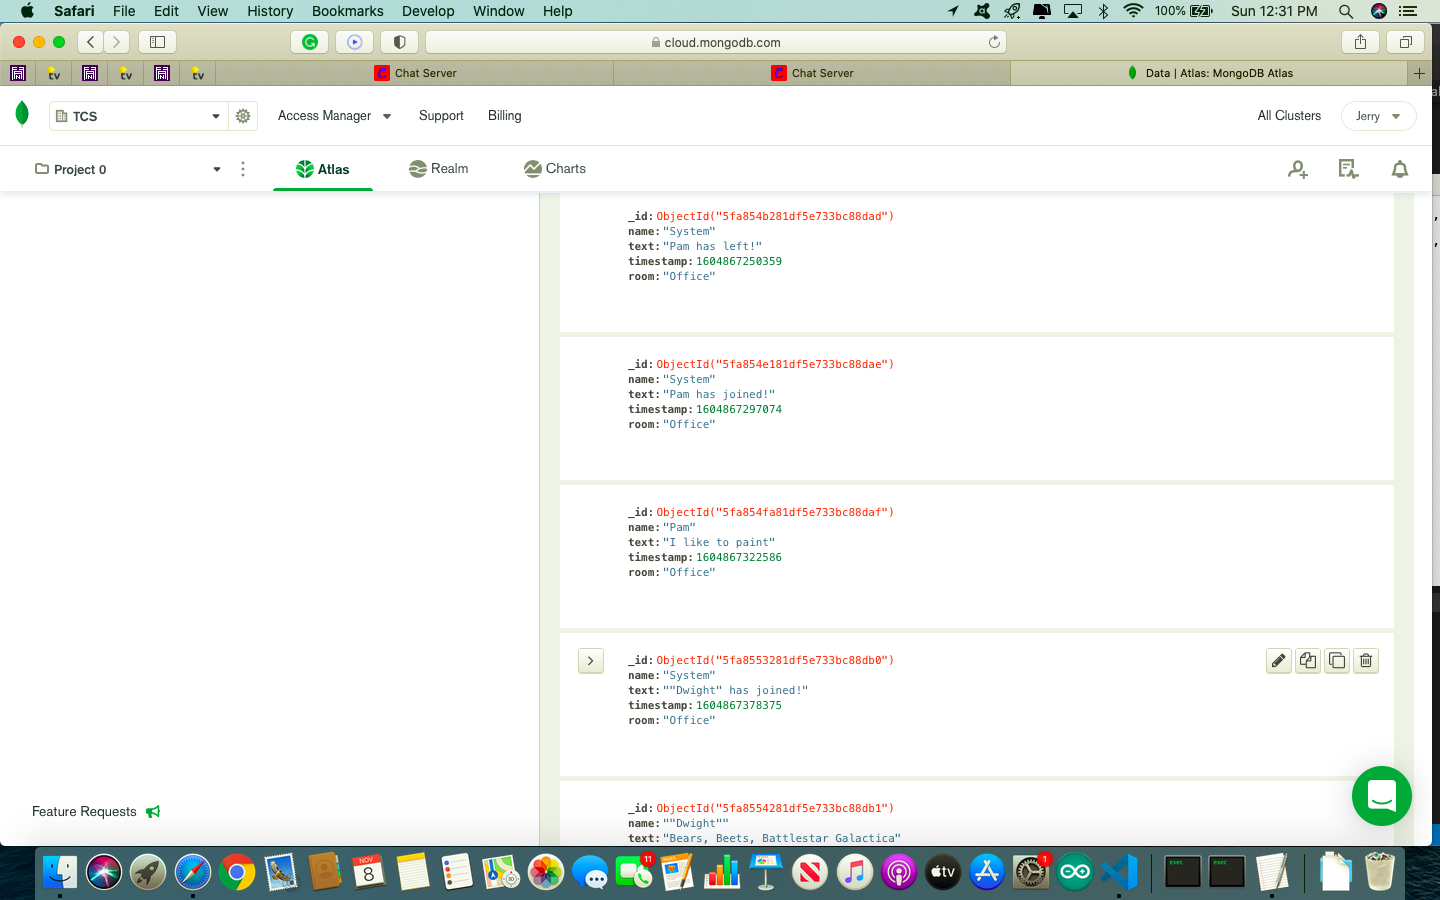 Safari File Edit View History Bookmarks Develop Window Help 100% Sun 12:31 PM
cloud.mongodb.com
tv tv tv Chat Server Chat Server Data | Atlas: MongoDB Atlas
TCS Access Manager Support Billing All Clusters Jerry
Project 0 Atlas Realm Charts
_id: ObjectId("5fa854b281df5e733bc88dad")
name: "System"
text: "Pam has left!"
timestamp: 1604867250359
room: "Office"
_id: ObjectId("5fa854e181df5e733bc88dae")
name: "System"
text: "Pam has joined!"
timestamp: 1604867297074
room: "Office"
_id: ObjectId("5fa854fa81df5e733bc88daf")
name: "Pam"
text: "I like to paint"
timestamp: 1604867322586
room: "Office"
_id: ObjectId("5fa8553281df5e733bc88db0")
name: "System"
text: ""Dwight" has joined!"
timestamp: 1604867378375
room: "Office"
_id: ObjectId("5fa8554281df5e733bc88db1")
name: ""Dwight""
text: "Bears, Beets, Battlestar Galactica"
Feature Requests
NOV
8
11
tv
1
exec
exec